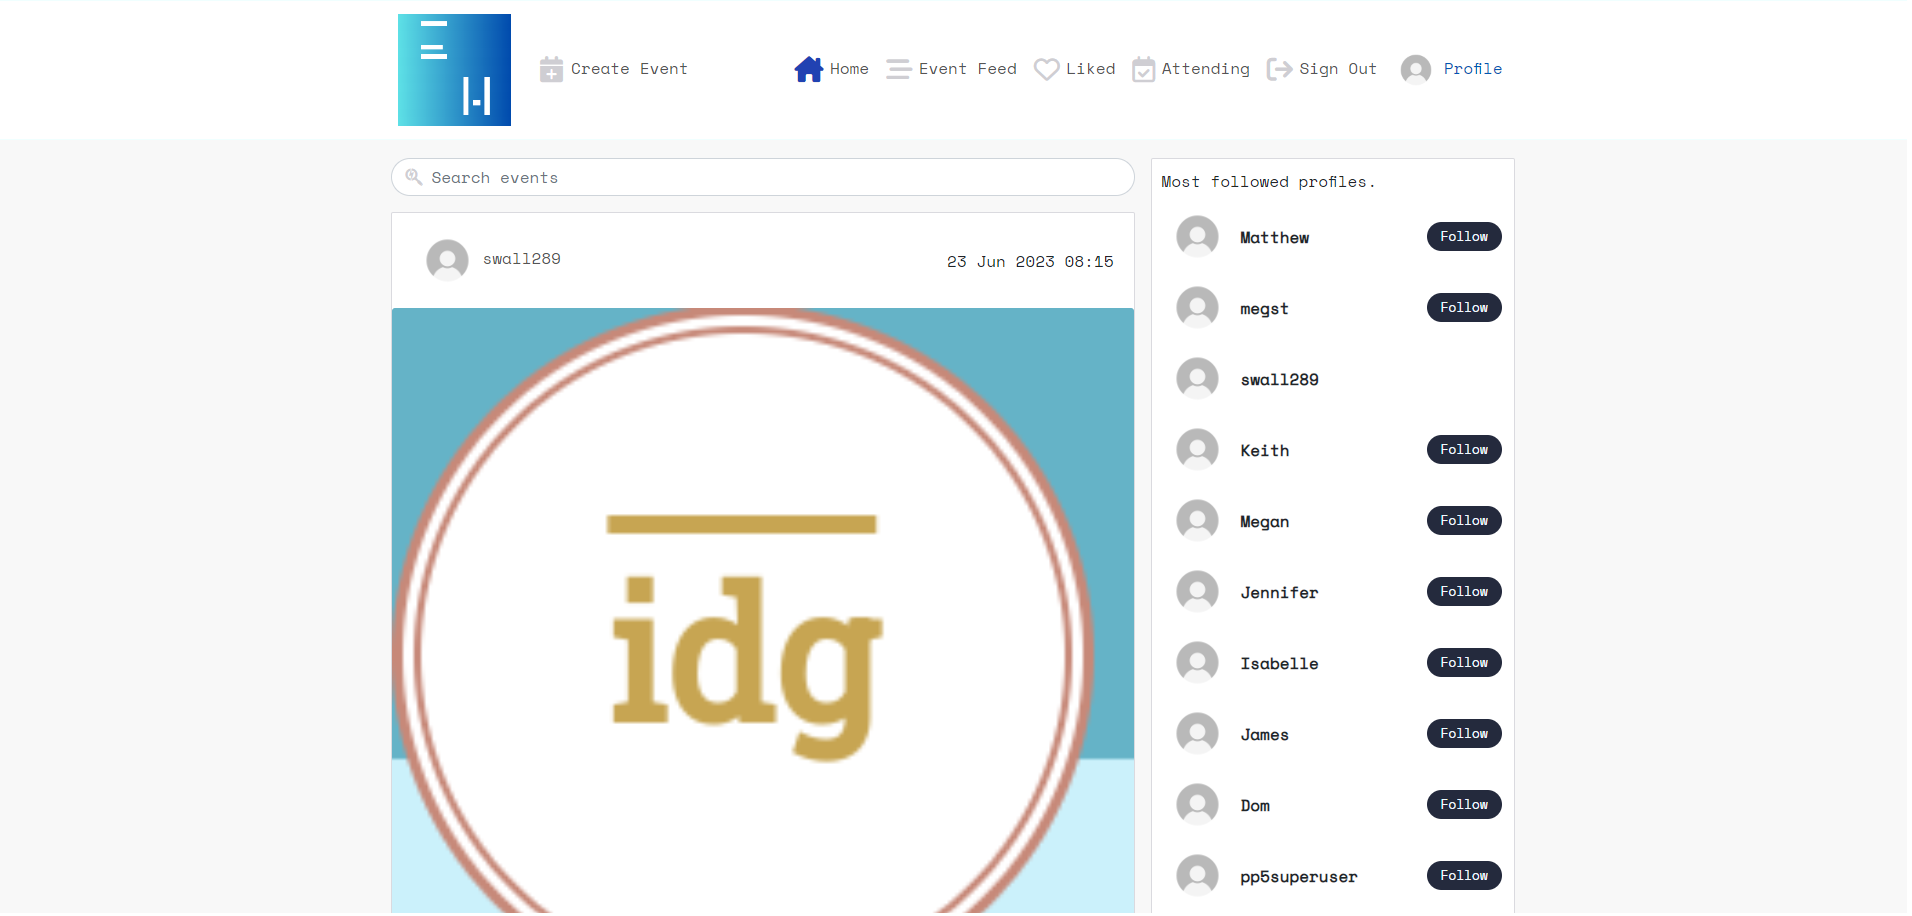 Create Event
Home
Event Feed
Liked
Attending
Sign Out
Profile
Search events
swall289
23 Jun 2023 08:15
idg
Most followed profiles.
Matthew
Follow
megst
Follow
swall289
Keith
Follow
Megan
Follow
Jennifer
Follow
Isabelle
Follow
James
Follow
Dom
Follow
pp5superuser
Follow